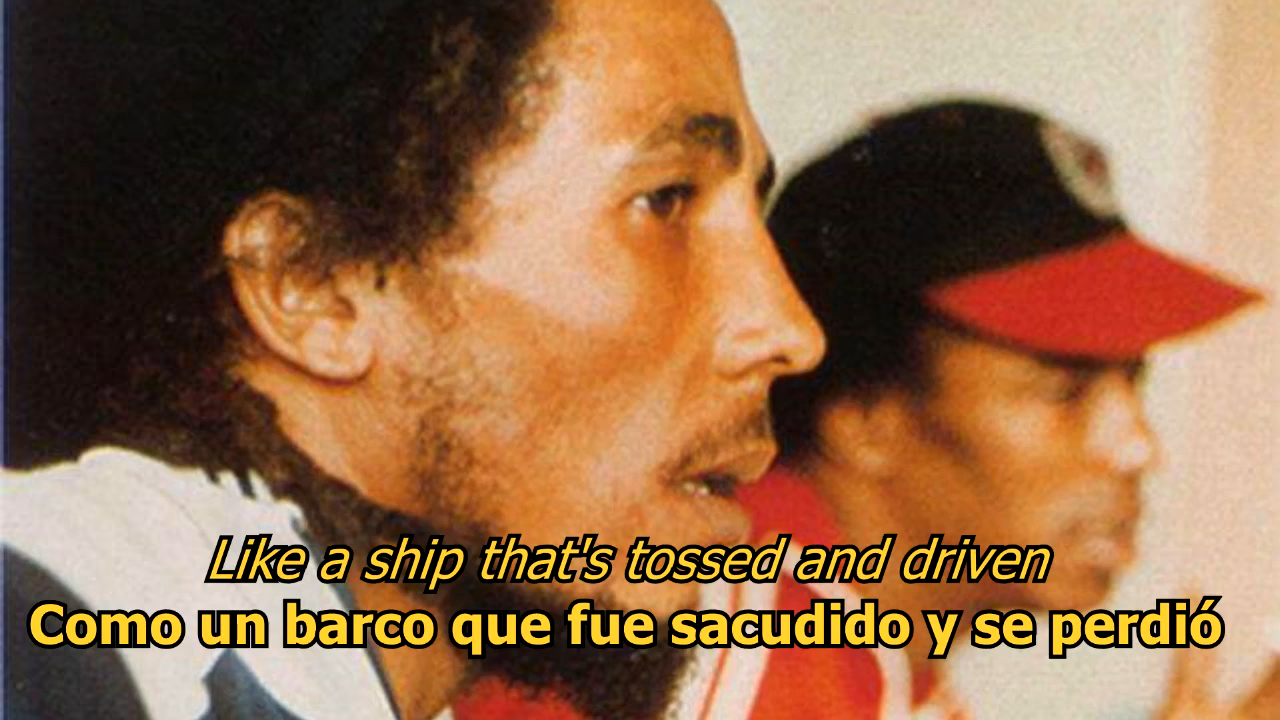 Like a ship that's tossed and driven
Como un barco que fue sacudido y se perdió